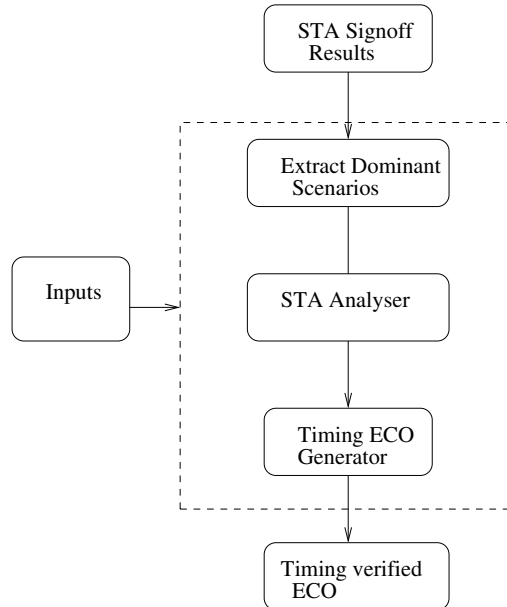 STA Signoff
Results
Extract Dominant
Scenarios
Inputs
STA Analyser
Timing ECO
Generator
Timing verified
ECO